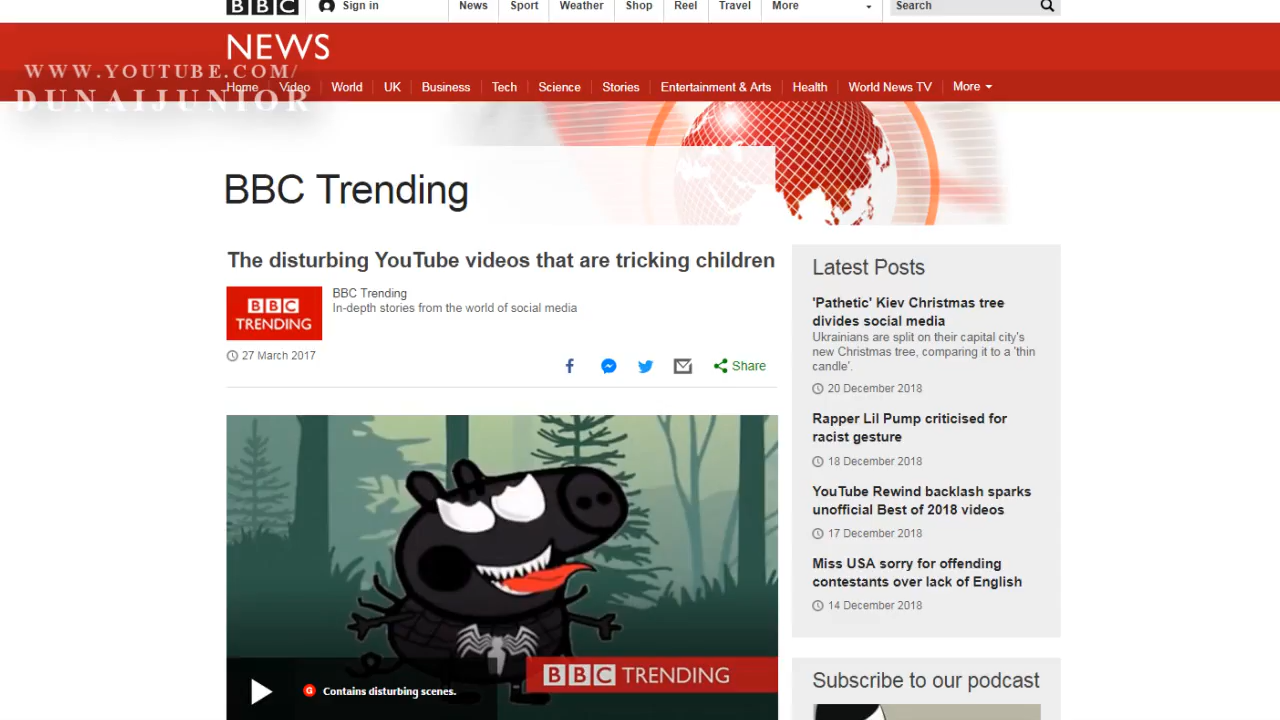 BBC Sign in News Sport Weather Shop Reel Travel More Search
NEWS
WWW.YOUTUBE.COM/
DUNAIJUNIOR
Home Video World UK Business Tech Science Stories Entertainment & Arts Health World News TV More
BBC Trending
The disturbing YouTube videos that are tricking children
BBC
TRENDING
BBC Trending
In-depth stories from the world of social media
27 March 2017
Share
BBC TRENDING
G Contains disturbing scenes.
Latest Posts
'Pathetic' Kiev Christmas tree
divides social media
Ukrainians are split on their capital city's
new Christmas tree, comparing it to a 'thin
candle'.
20 December 2018
Rapper Lil Pump criticised for
racist gesture
18 December 2018
YouTube Rewind backlash sparks
unofficial Best of 2018 videos
17 December 2018
Miss USA sorry for offending
contestants over lack of English
14 December 2018
Subscribe to our podcast